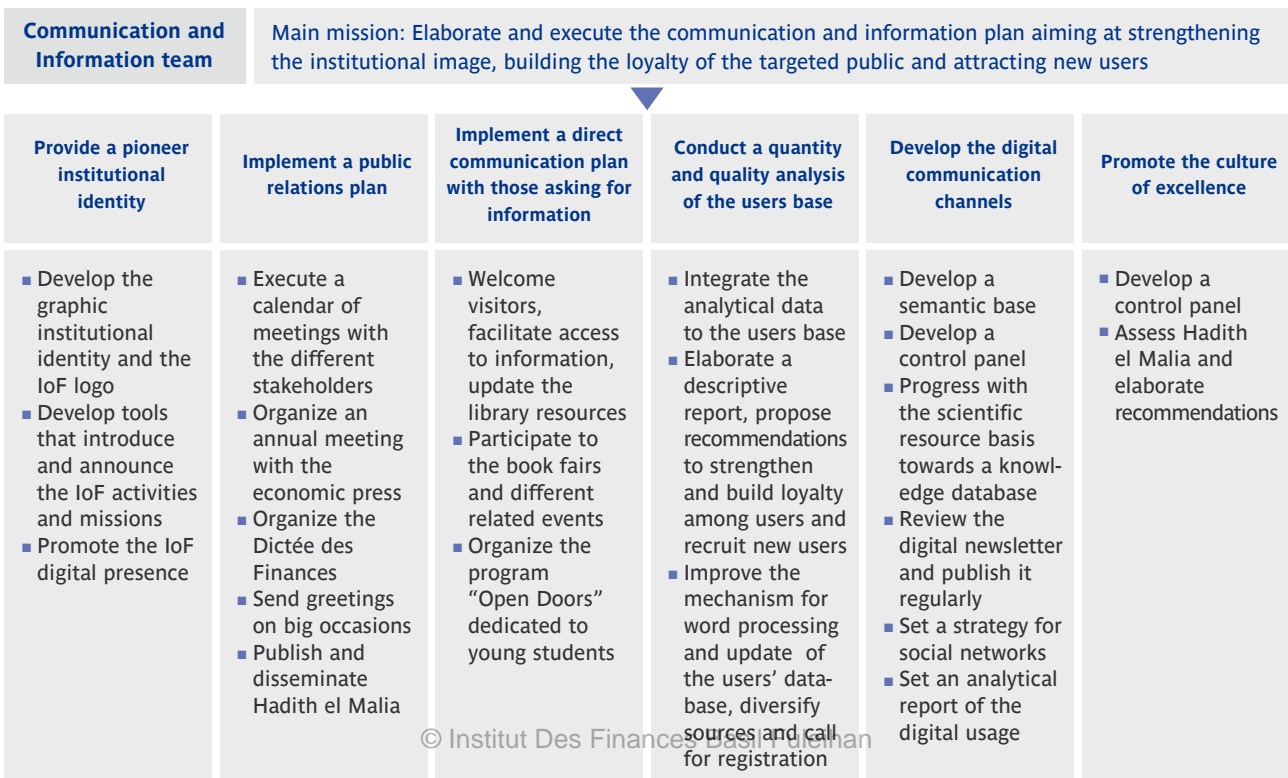 Communication and
Information team
Main mission: Elaborate and execute the communication and information plan aiming at strengthening
the institutional image, building the loyalty of the targeted public and attracting new users
Provide a pioneer
institutional
identity
Implement a public
relations plan
Implement a direct
communication plan
with those asking for
information
Conduct a quantity
and quality analysis
of the users base
Develop the digital
communication
channels
Promote the culture
of excellence
■ Develop the
graphic
institutional
identity and the
IoF logo
■ Develop tools
that introduce
and announce
the IoF activities
and missions
■ Promote the IoF
digital presence
■ Execute a
calendar of
meetings with
the different
stakeholders
■ Organize an
annual meeting
with the
economic press
■ Organize the
Dictée des
Finances
■ Send greetings
on big occasions
■ Publish and
disseminate
Hadith el Malia
■ Welcome
visitors,
facilitate access
to information,
update the
library resources
■ Participate to
the book fairs
and different
related events
■ Organize the
program
“Open Doors”
dedicated to
young students
■ Integrate the
analytical data
to the users base
■ Elaborate a
descriptive
report, propose
recommendations
to strengthen
and build loyalty
among users and
recruit new users
■ Improve the
mechanism for
word processing
and update of
the users’ data-
base, diversify
sources and call
for registration
■ Develop a
semantic base
■ Develop a
control panel
■ Progress with
the scientific
resource basis
towards a knowl-
edge database
■ Review the
digital newsletter
and publish it
regularly
■ Set a strategy for
social networks
■ Set an analytical
report of the
digital usage
■ Develop a
control panel
■ Assess Hadith
el Malia and
elaborate
recommendations
© Institut Des Finances Basil Fuleihan